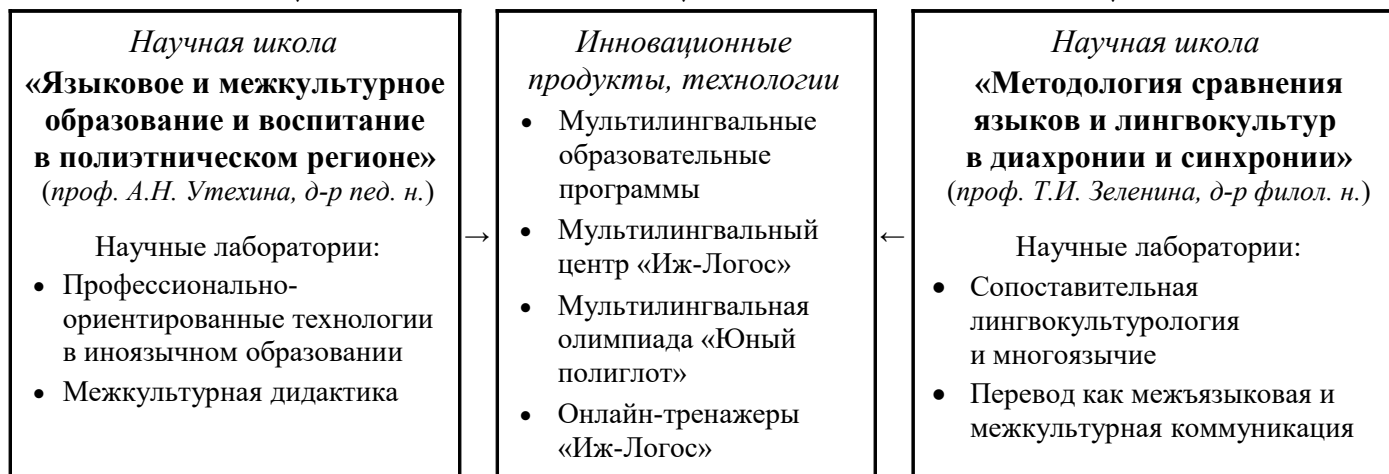 Научная школа
«Языковое и межкультурное
образование и воспитание
в полиэтническом регионе»
(проф. А.Н. Утехина, д-р пед. н.)
Научные лаборатории:
• Профессионально-
ориентированные технологии
в иноязычном образовании
• Межкультурная дидактика
→
Инновационные
продукты, технологии
• Мультилингвальные
образовательные
программы
• Мультилингвальный
центр «Иж-Логос»
• Мультилингвальная
олимпиада «Юный
полиглот»
• Онлайн-тренажеры
«Иж-Логос»
←
Научная школа
«Методология сравнения
языков и лингвокультур
в диахронии и синхронии»
(проф. Т.И. Зеленина, д-р филол. н.)
Научные лаборатории:
• Сопоставительная
лингвокультурология
и многоязычие
• Перевод как межъязыковая и
межкультурная коммуникация